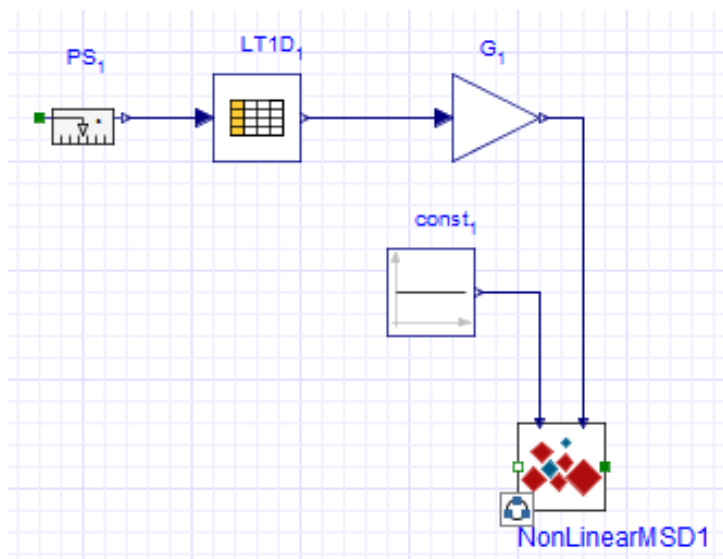 PS₁
LT1D₁
G₁
const₁
NonLinearMSD1